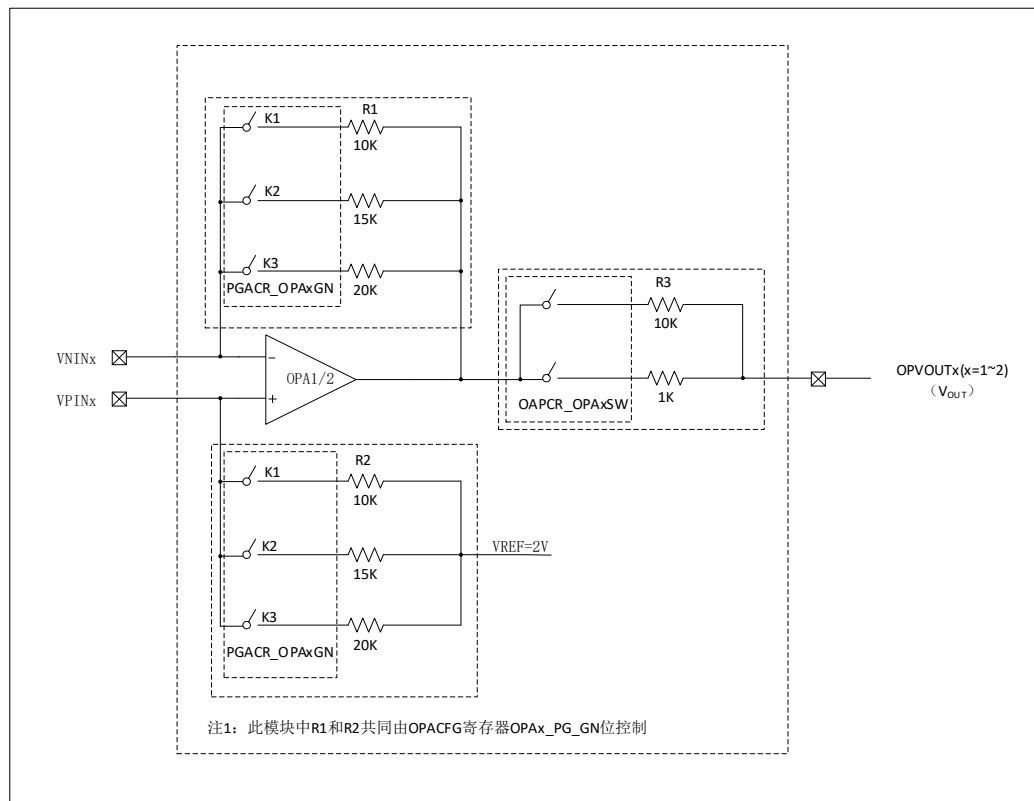 R1
K1
10K
K2
15K
K3
20K
PGACR_OPAxGN
R3
10K
VNINx
OPA1/2
1K
OPVOUTx(x=1~2)
VPINx
OAPCR_OPAxSW
(VOUT)
R2
K1
10K
K2
VREF=2V
15K
K3
20K
PGACR_OPAxGN
注1:此模块中R1和R2共同由OPACFG寄存器OPAx_PG_GN位控制